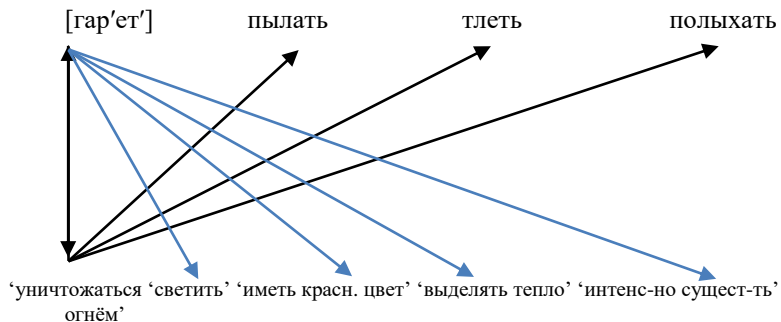 [гар′ет′] пылать тлеть полыхать
‘уничтожаться ‘светить’ ‘иметь красн. цвет’ ‘выделять тепло’ ‘интенс-но сущест-ть’
огнём’